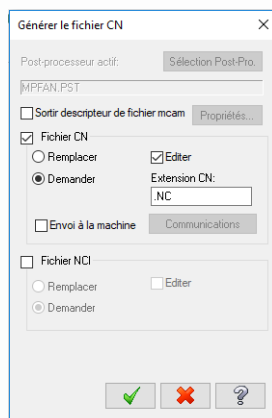 Générer le fichier CN
Post-processeur actif:
Sélection Post-Pro.
MPFAN.PST
Sortir descripteur de fichier mcam
Propriétés...
Fichier CN
Remplacer
Editer
Demander
Extension CN:
.NC
Envoi à la machine
Communications
Fichier NCI
Remplacer
Editer
Demander